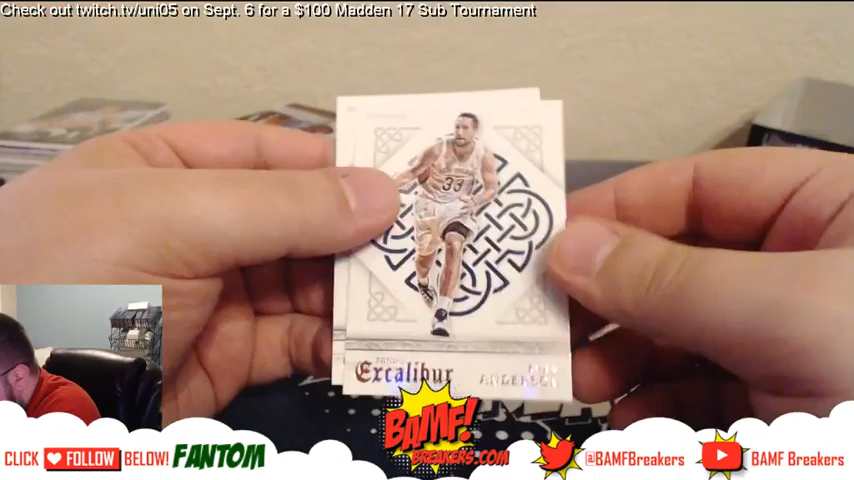 Check out twitch.tv/uni05 on Sept. 6 for a $100 Madden 17 Sub Tournament
33
Excalibur
ANDERSON
CLICK FOLLOW BELOW! FANTOM
BAMF!
BREAKERS.COM
@BAMFBreakers
BAMF Breakers